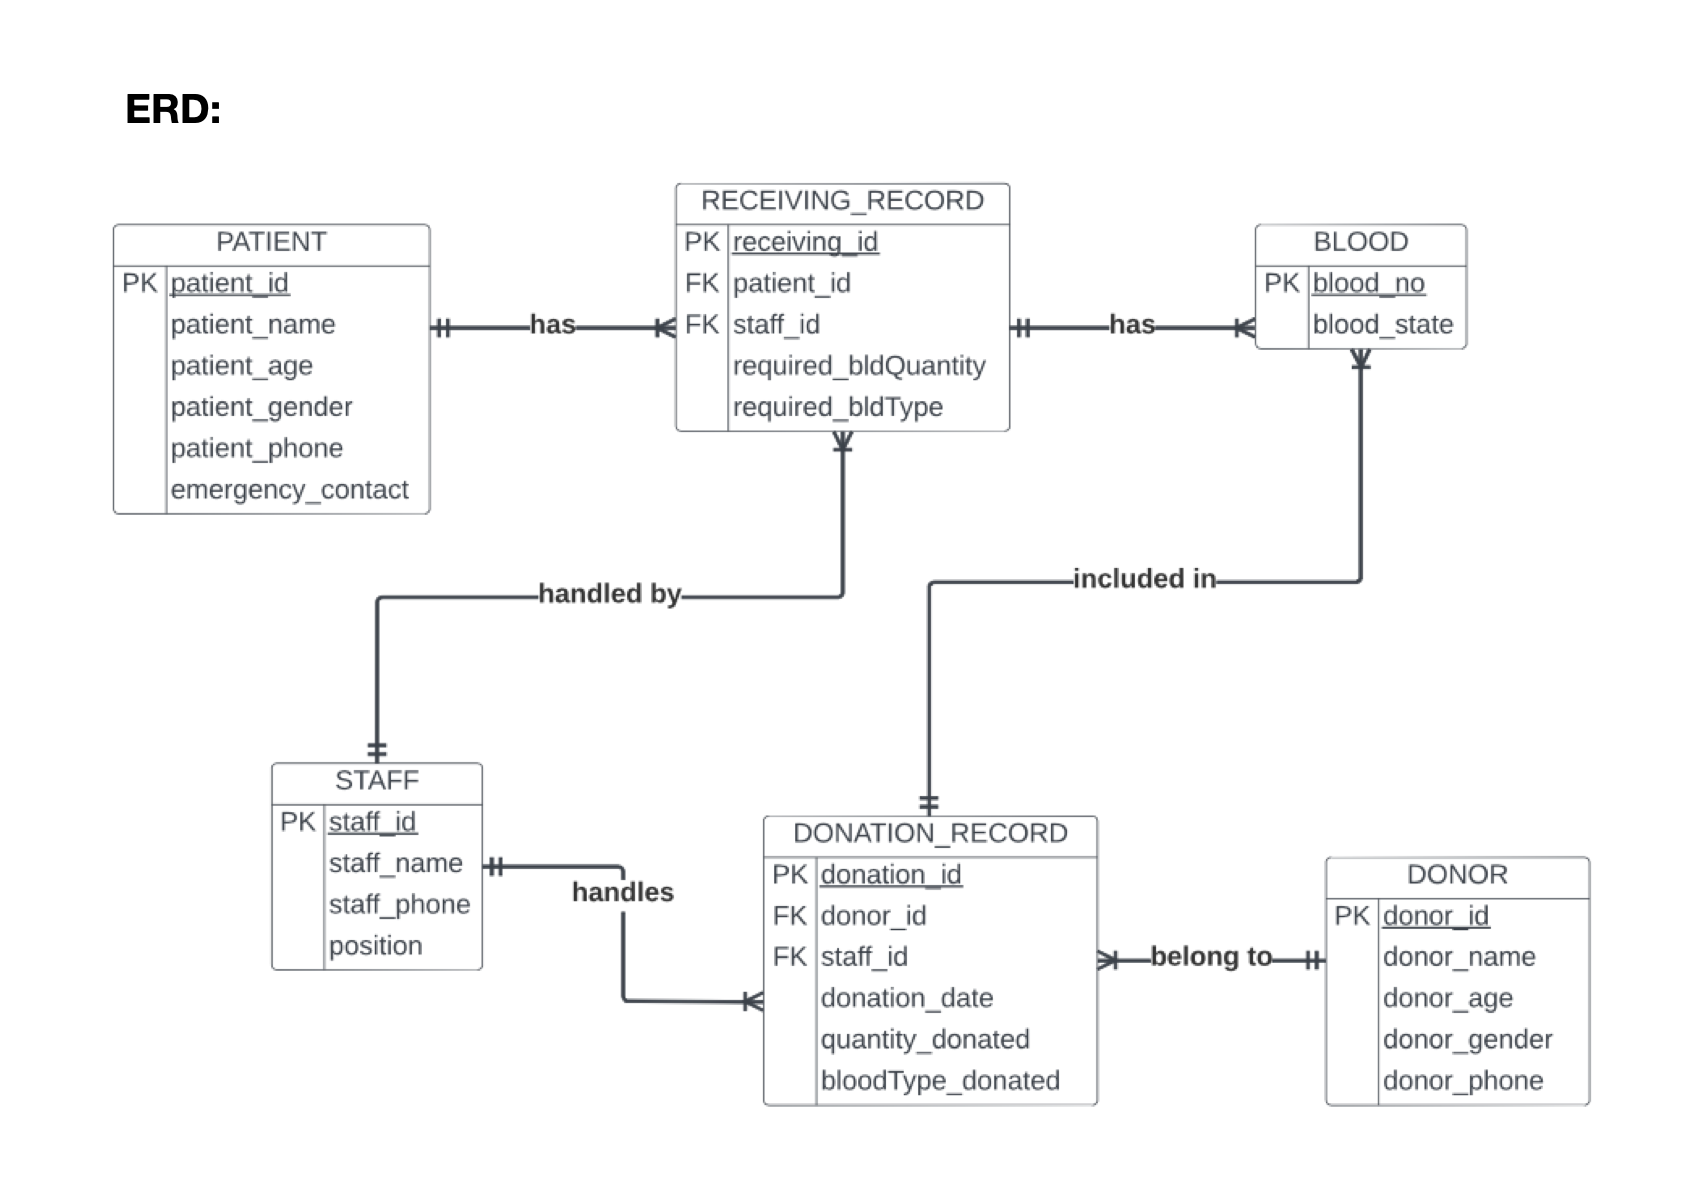 ERD:
PATIENT
PK patient_id
patient_name
patient_age
patient_gender
patient_phone
emergency_contact
has
RECEIVING_RECORD
PK receiving_id
FK patient_id
FK staff_id
required_bldQuantity
required_bldType
has
BLOOD
PK blood_no
blood_state
handled by
included in
STAFF
PK staff_id
staff_name
staff_phone
position
handles
DONATION_RECORD
PK donation_id
FK donor_id
FK staff_id
donation_date
quantity_donated
bloodType_donated
belong to
DONOR
PK donor_id
donor_name
donor_age
donor_gender
donor_phone